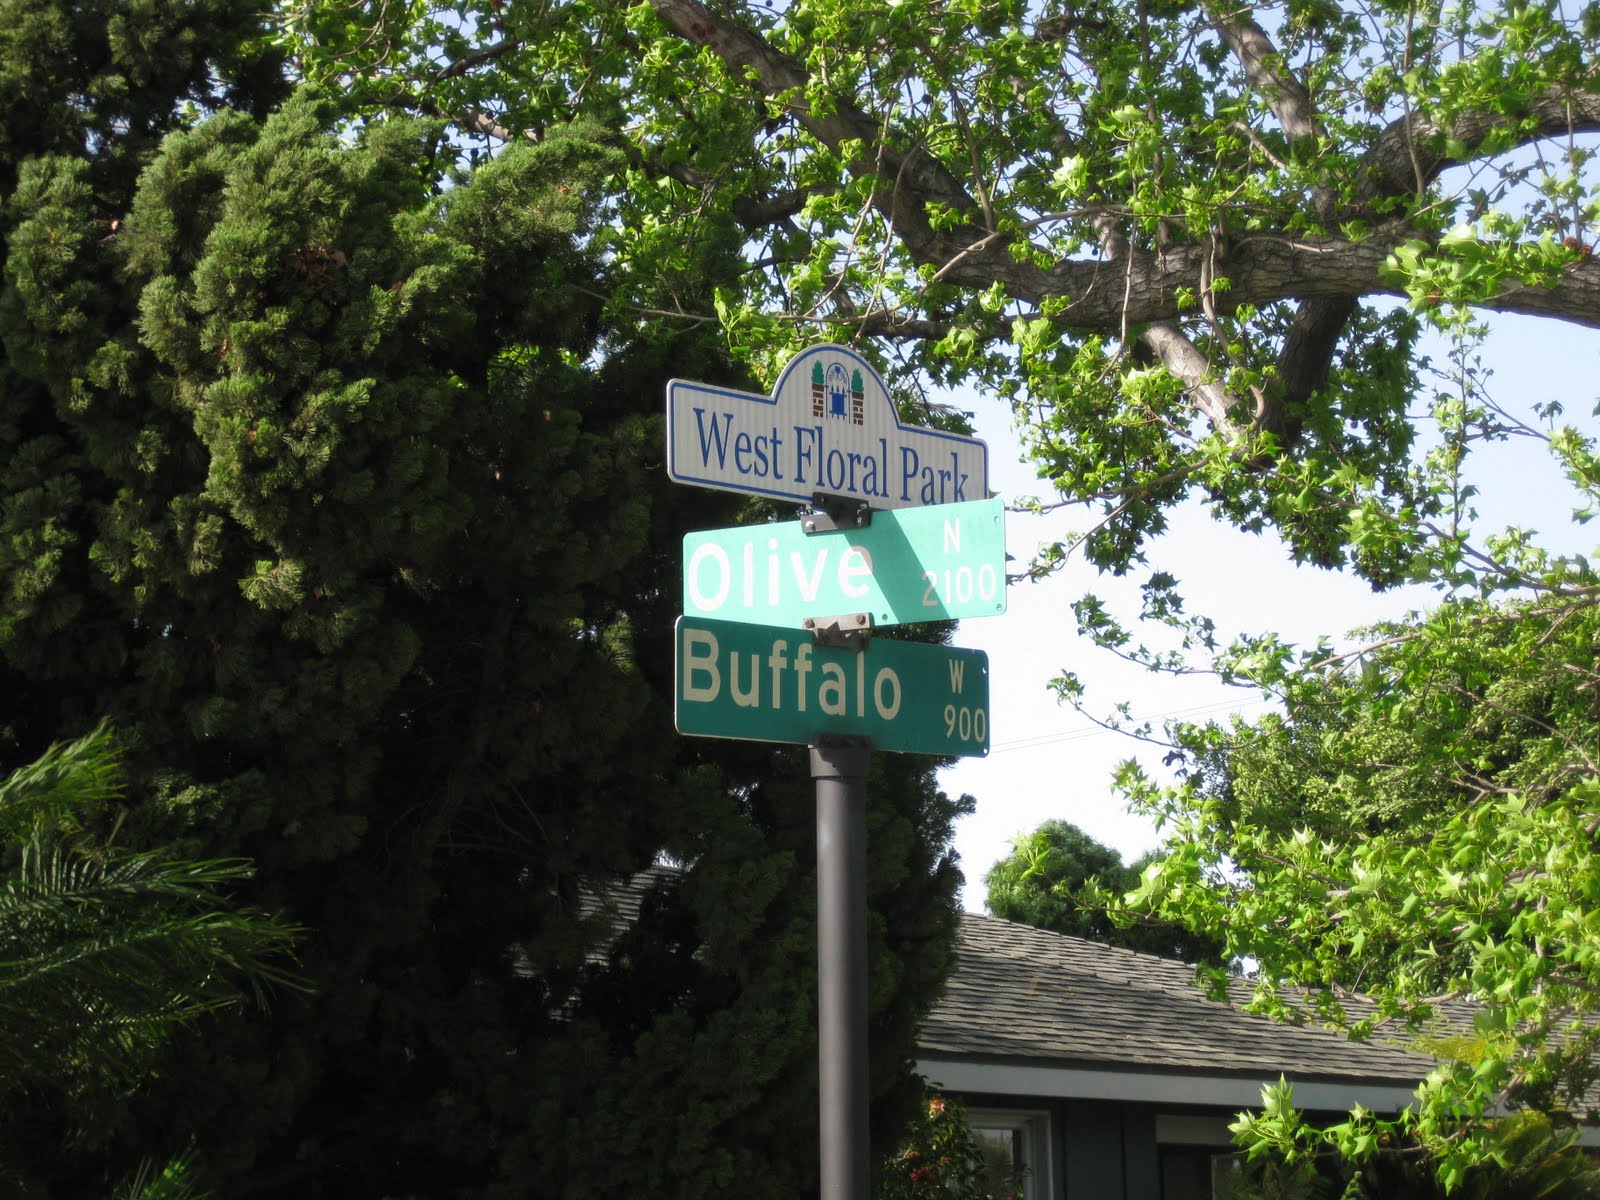 West Floral Park
Olive N 2100
Buffalo W 900